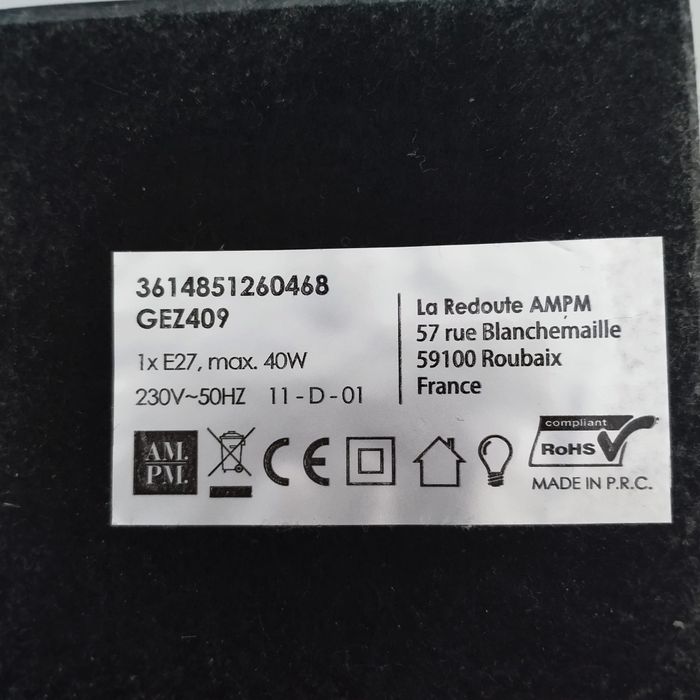 3614851260468
GEZ409
1x E27, max. 40W
230V~50HZ 11-D-01
La Redoute AMPM
57 rue Blanchemaille
59100 Roubaix
France
AM.
PM.
CE
compliant
RoHS
MADE IN P.R.C.